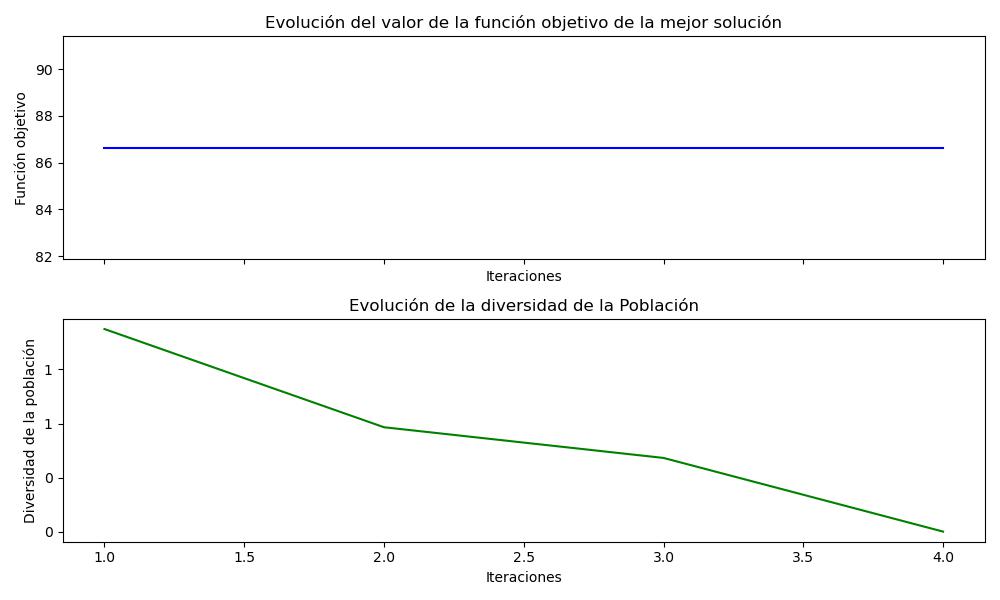 Evolución del valor de la función objetivo de la mejor solución
90
88
86
84
82
Función objetivo
Iteraciones
Evolución de la diversidad de la Población
1
1
0
0
Diversidad de la población
1.0 1.5 2.0 2.5 3.0 3.5 4.0
Iteraciones